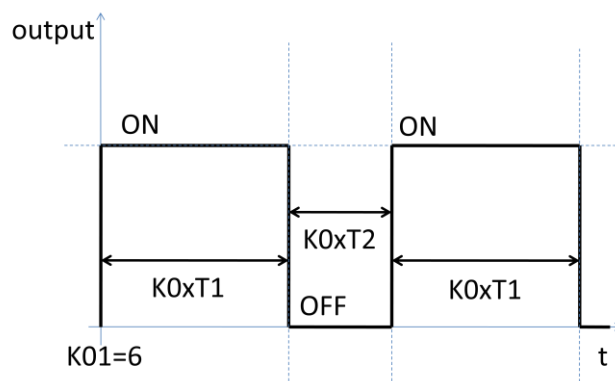 output
ON
ON
K0xT2
K0xT1
K0xT1
OFF
K01=6
t